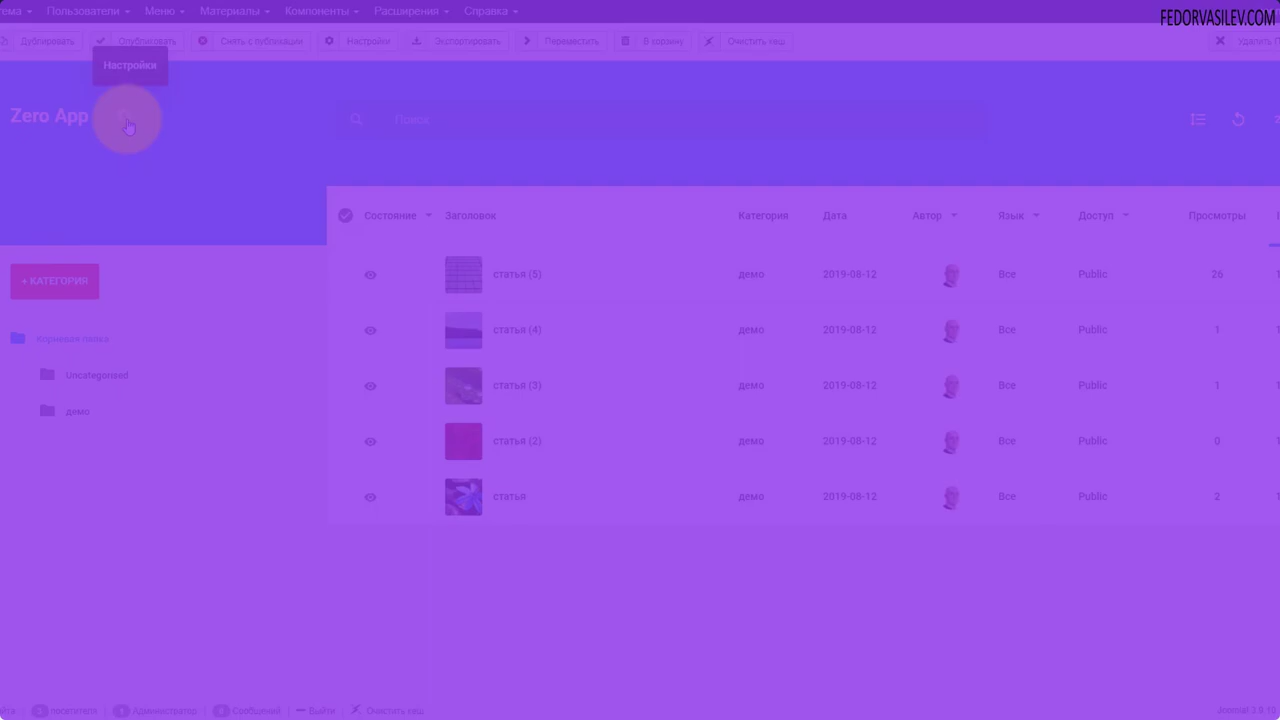 Пользователи Меню Материалы Компоненты Расширения Справка
FEDORVASILEV.COM
Дублировать Опубликовать Снять с публикации Настройки Экспортировать Переместить В корзину Очистить кеш Удалить
Настройки
Zero App
Поиск
Состояние Заголовок Категория Дата Автор Язык Доступ Просмотры
+ КАТЕГОРИЯ
Корневая папка
Uncategorised
демо
статья (5) демо 2019-08-12 Все Public 26
статья (4) демо 2019-08-12 Все Public 1
статья (3) демо 2019-08-12 Все Public 1
статья (2) демо 2019-08-12 Все Public 0
статья демо 2019-08-12 Все Public 2
посетителя Администратор Сообщений Выйти Очистить кеш